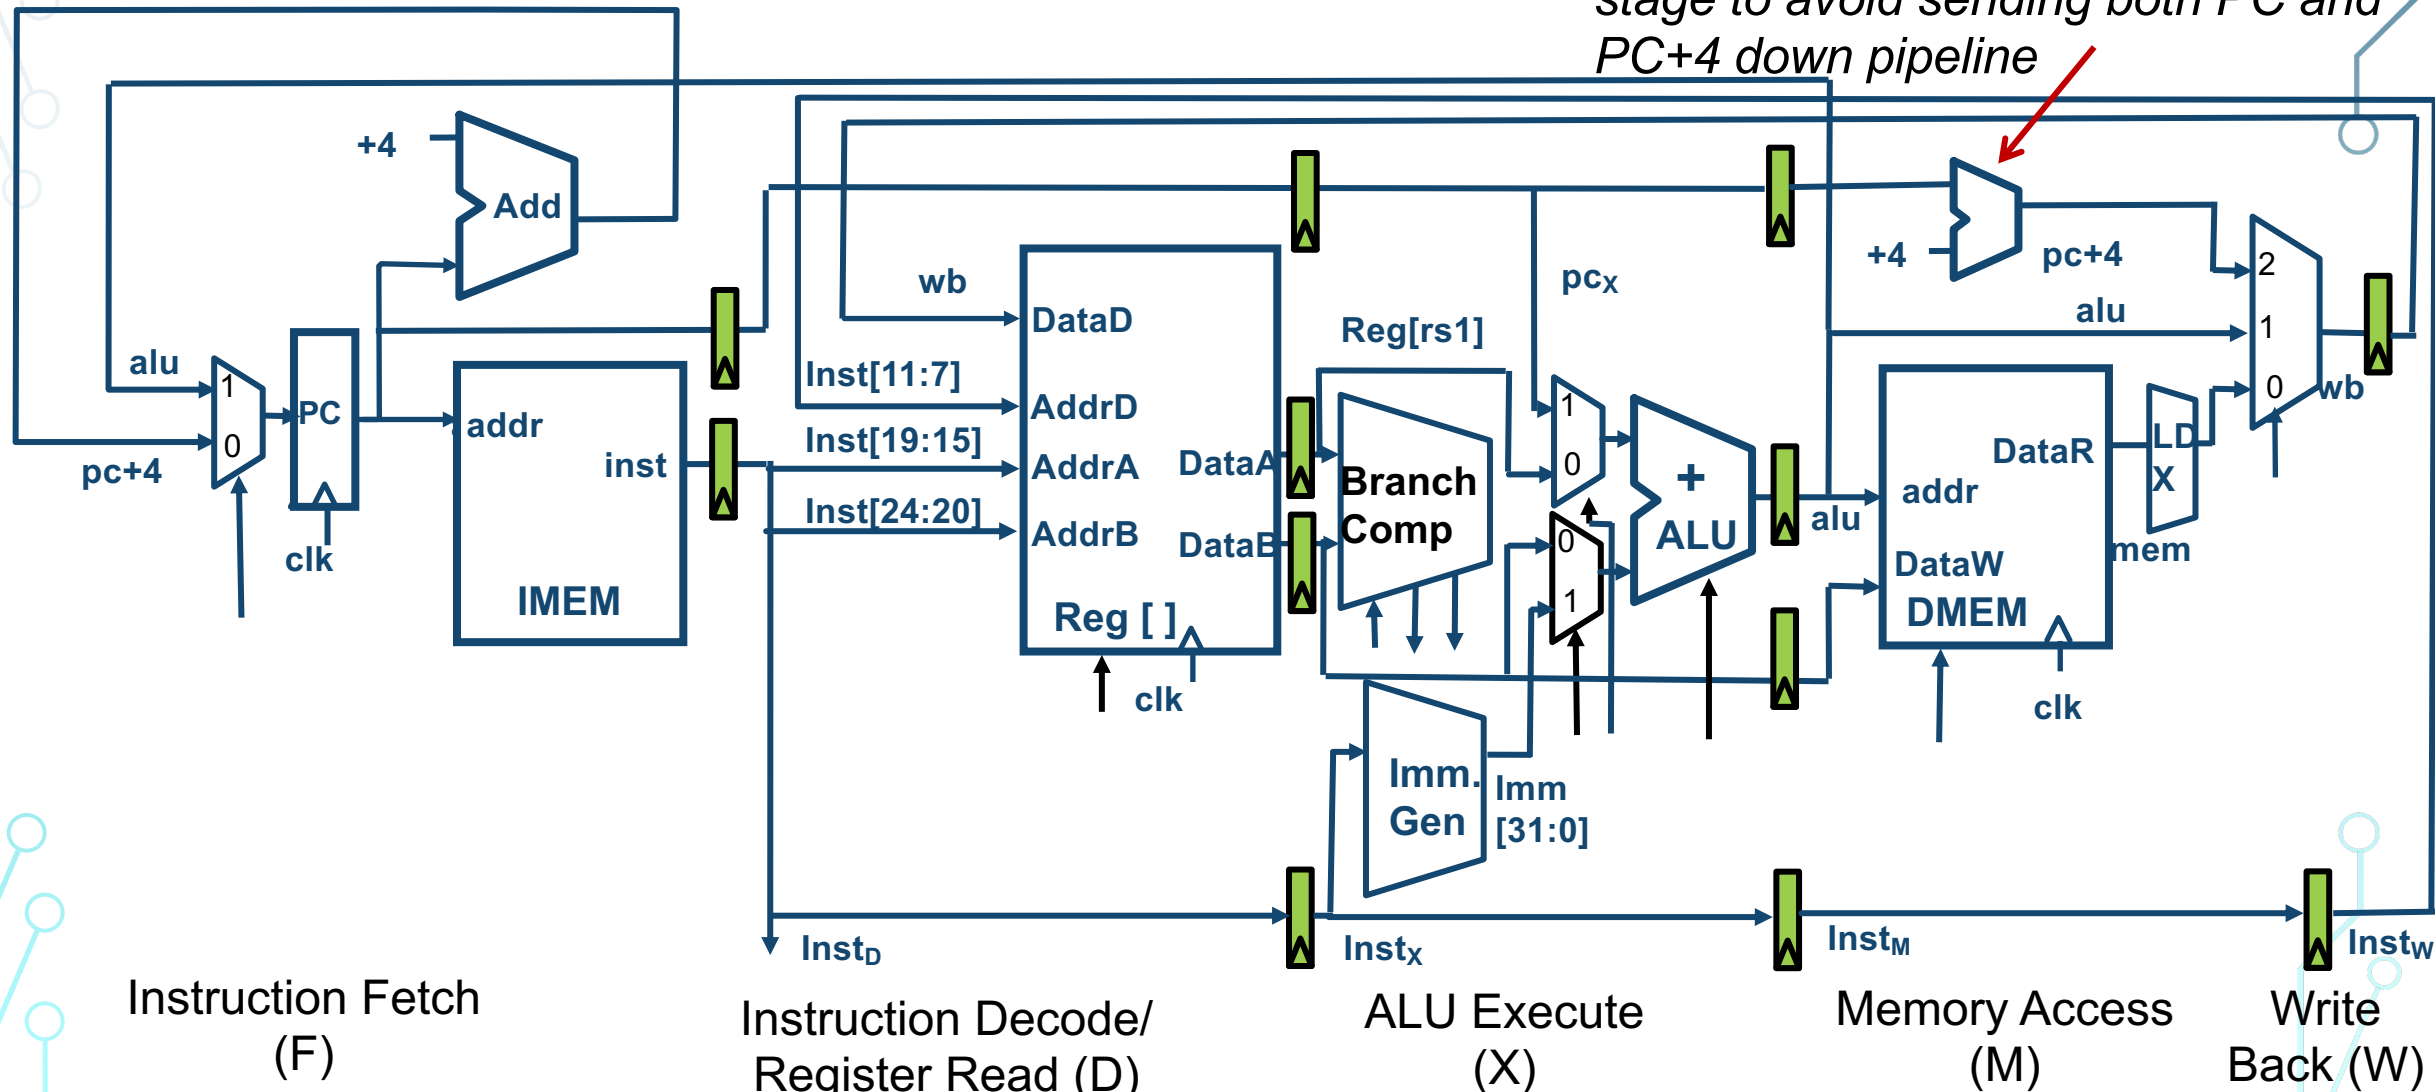 stage to avoid sending both PC and
PC+4 down pipeline
+4
Add
alu
1
0
pc+4
PC
clk
addr
inst
IMEM
wb
DataD
Inst[11:7]
AddrD
Inst[19:15]
AddrA
DataA
Inst[24:20]
AddrB
DataB
Reg [ ]
clk
Reg[rs1]
Branch
Comp
pcX
1
0
0
1
+
ALU
Imm.
Gen
Imm
[31:0]
+4
pc+4
alu
alu
addr
DataR
DataW
DMEM
clk
LD
X
mem
2
1
0
wb
InstD
InstX
InstM
InstW
Instruction Fetch
(F)
Instruction Decode/
Register Read (D)
ALU Execute
(X)
Memory Access
(M)
Write
Back (W)